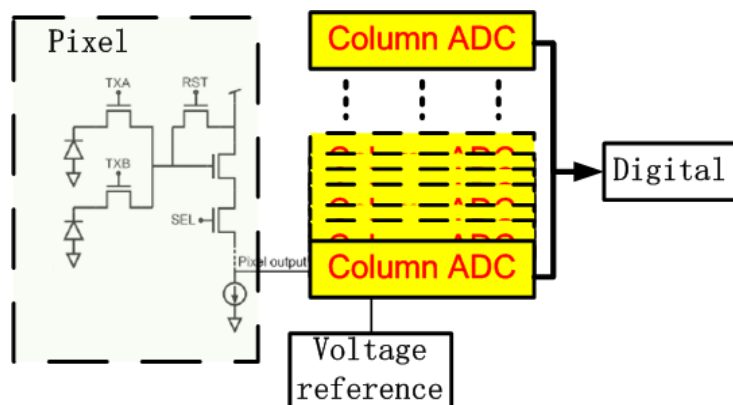 Pixel
Column ADC
TXA
RST
TXB
SEL
Pixel output
Column ADC
Digital
Voltage
reference